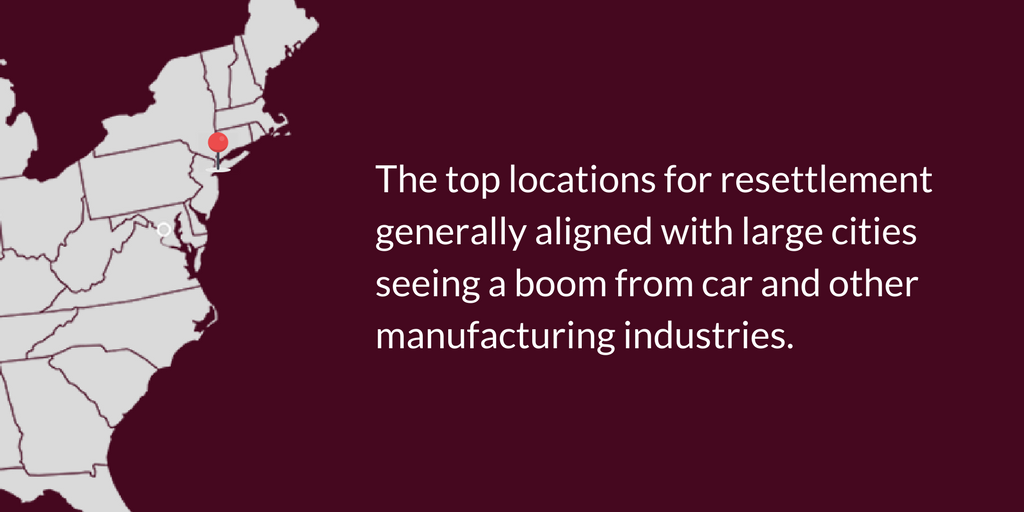 The top locations for resettlement
generally aligned with large cities
seeing a boom from car and other
manufacturing industries.